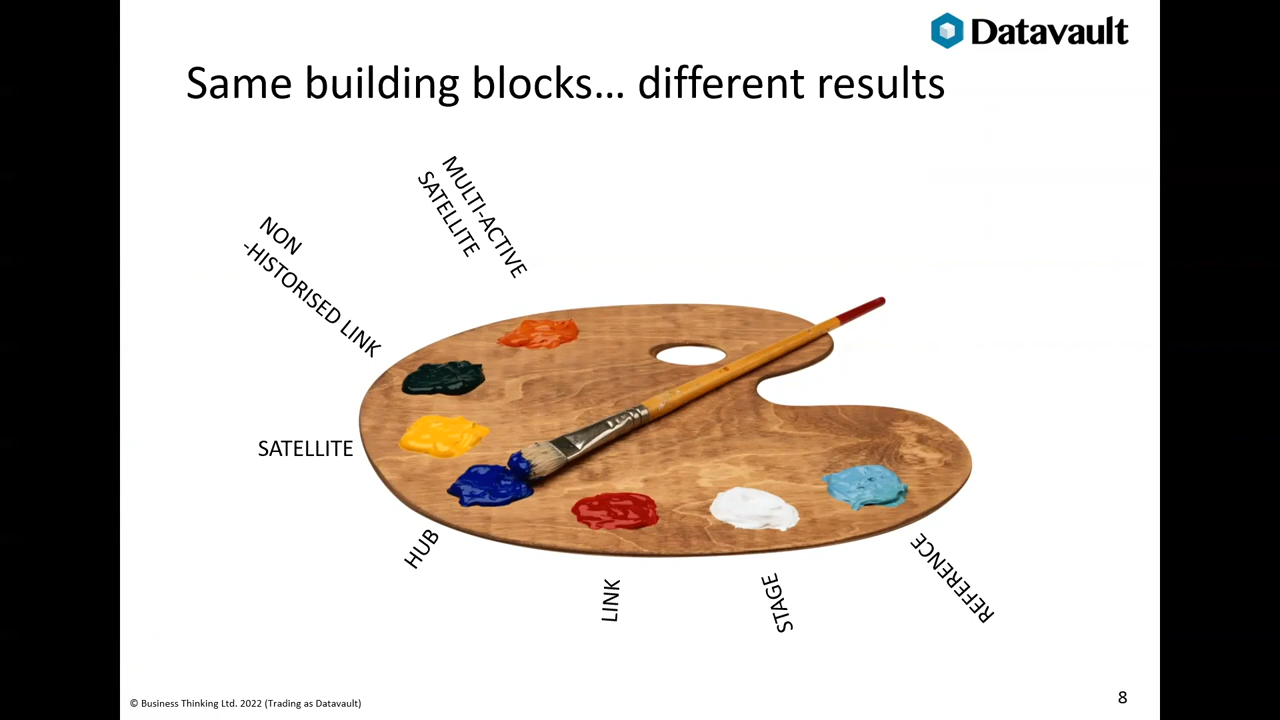 Datavault
Same building blocks... different results
MULTI-ACTIVE
SATELLITE
NON
-HISTORISED LINK
SATELLITE
HUB
LINK
STAGE
REFERENCE
© Business Thinking Ltd. 2022 (Trading as Datavault)
8